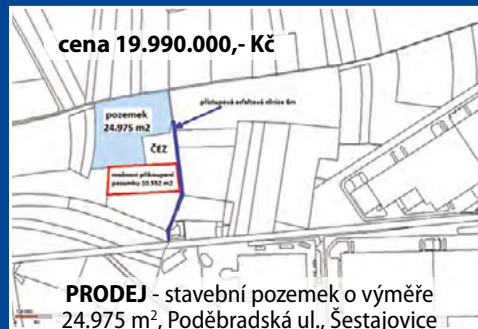 cena 19.990.000,- Kč
přístupová asfaltová silnice 6m
pozemek
24.975 m2
ČEZ
možnost přikoupení
pozemku 10.592 m2
PRODEJ - stavební pozemek o výměře
24.975 m², Poděbradská ul., Šestajovice